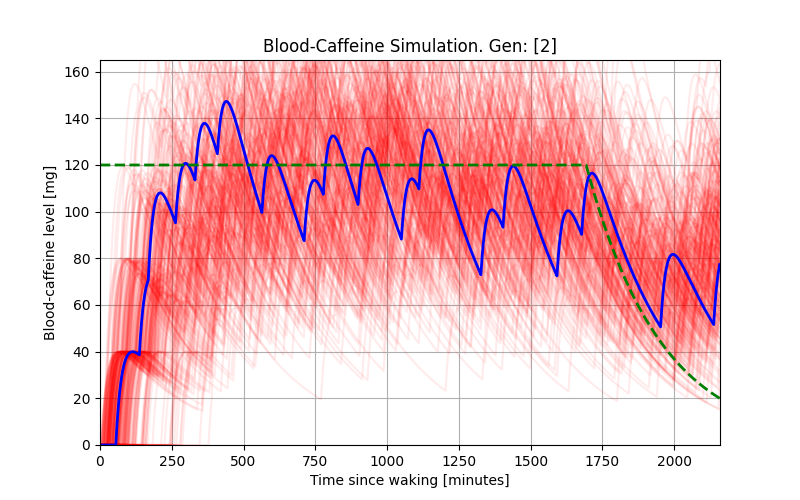 Blood-Caffeine Simulation. Gen: [2]
Blood-caffeine level [mg]
160
140
120
100
80
60
40
20
0
0 250 500 750 1000 1250 1500 1750 2000
Time since waking [minutes]